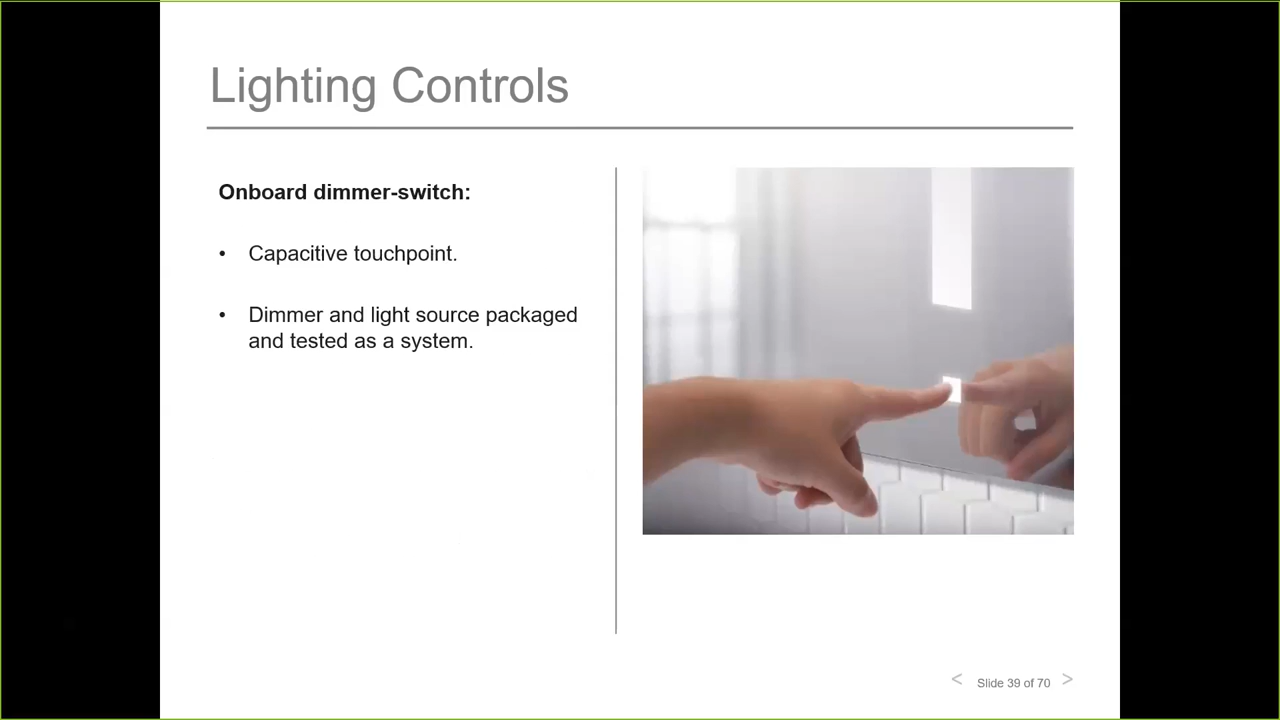 Lighting Controls
Onboard dimmer-switch:
• Capacitive touchpoint.
• Dimmer and light source packaged
and tested as a system.
< Slide 39 of 70 >